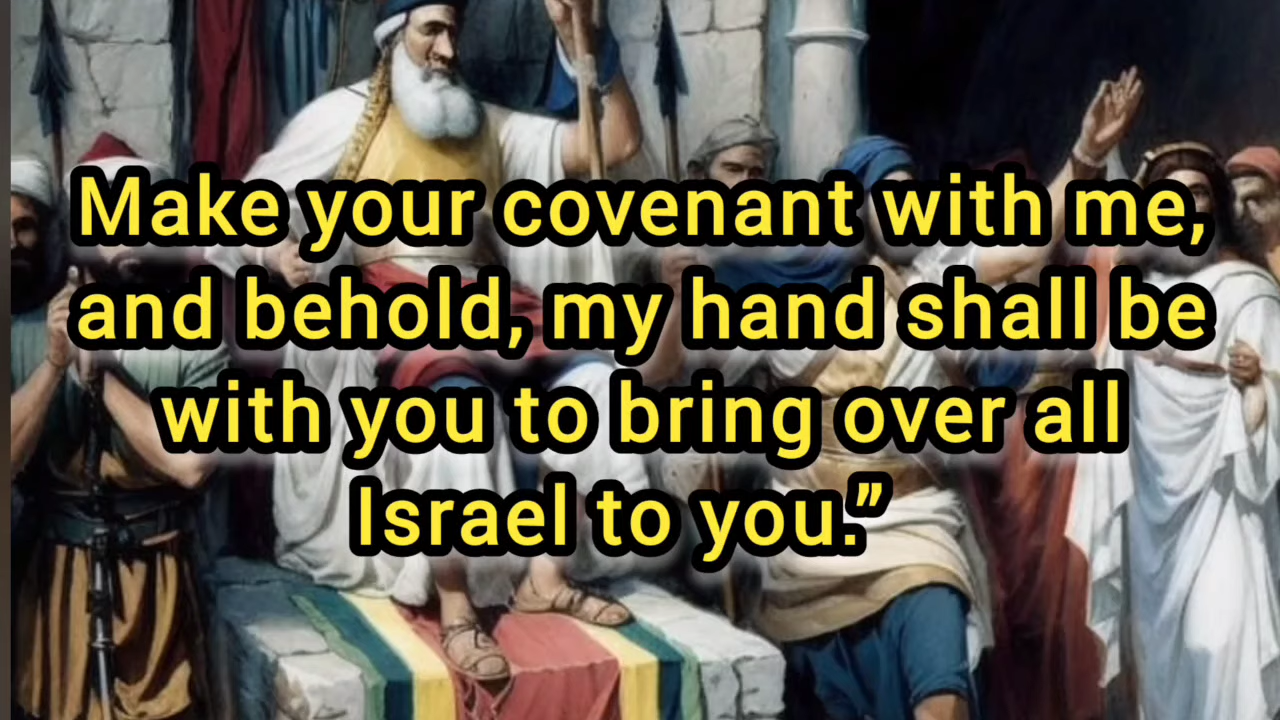 Make your covenant with me,
and behold, my hand shall be
with you to bring over all
Israel to you.”